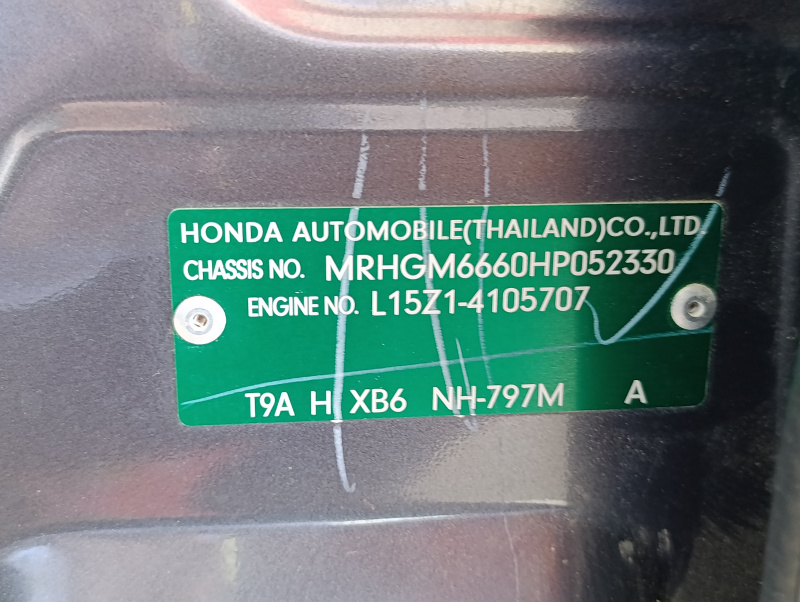 HONDA AUTOMOBILE(THAILAND)CO.,LTD.
CHASSIS NO. MRHGM6660HP052330
ENGINE NO. L15Z1-4105707
T9A H XB6 NH-797M A